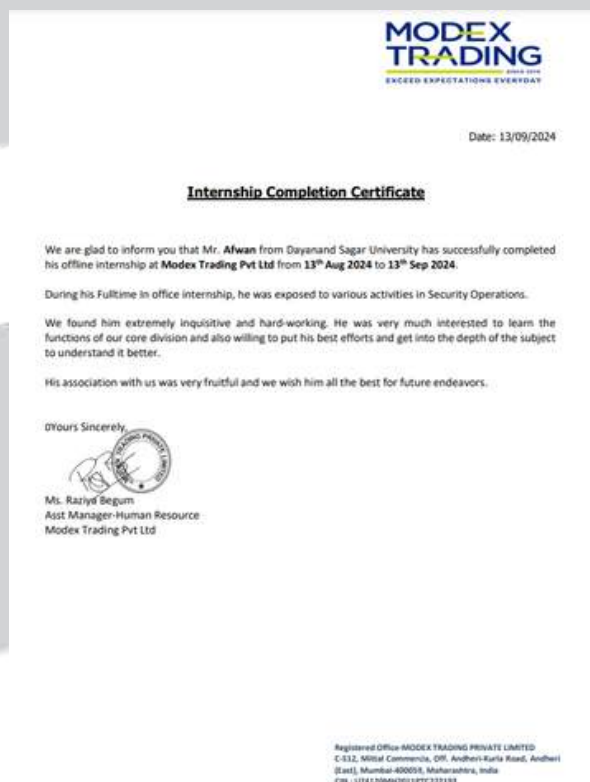 MODEX
TRADING
SINCE 2014
EXCEED EXPECTATIONS EVERYDAY
Date: 13/09/2024
Internship Completion Certificate
We are glad to inform you that Mr. Afwan from Dayanand Sagar University has successfully completed
his offline internship at Modex Trading Pvt Ltd from 13th Aug 2024 to 13th Sep 2024.
During his Fulltime In office internship, he was exposed to various activities in Security Operations.
We found him extremely inquisitive and hard-working. He was very much interested to learn the
functions of our core division and also willing to put his best efforts and get into the depth of the subject
to understand it better.
His association with us was very fruitful and we wish him all the best for future endeavors.
0Yours Sincerely,
MODEX TRADING PRIVATE LIMITED
Ms. Raziya Begum
Asst Manager-Human Resource
Modex Trading Pvt Ltd
Registered Office-MODEX TRADING PRIVATE LIMITED
C-512, Mittal Commercia, Off. Andheri-Kurla Road, Andheri
(East), Mumbai-400059, Maharashtra, India